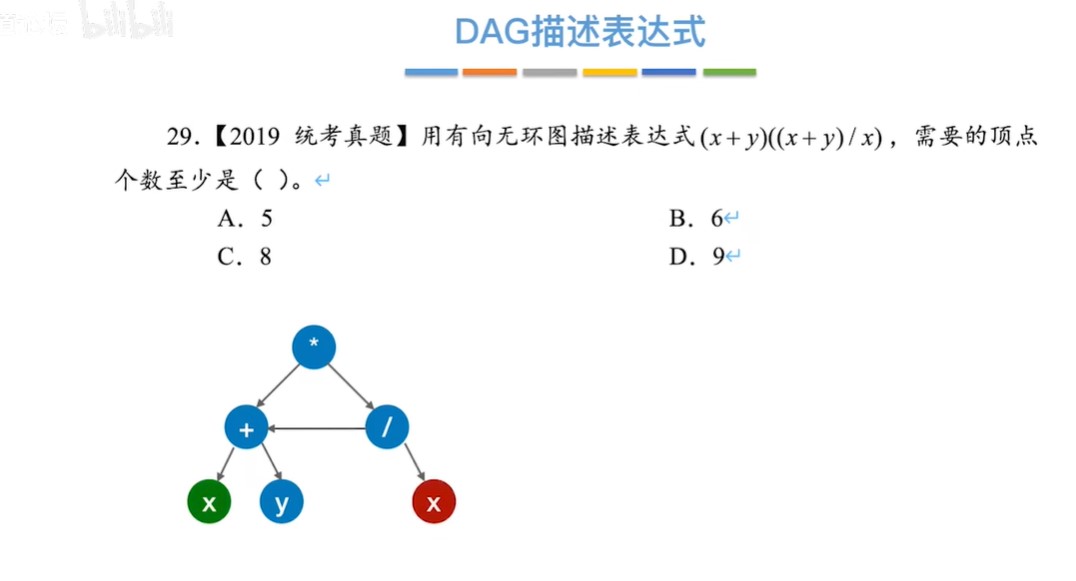 bilibili
DAG描述表达式
29.【2019 统考真题】用有向无环图描述表达式(x+y)((x+y)/x)，需要的顶点
个数至少是（ ）。↵
A. 5 B. 6↵
C. 8 D. 9↵
*
+ /
x y x